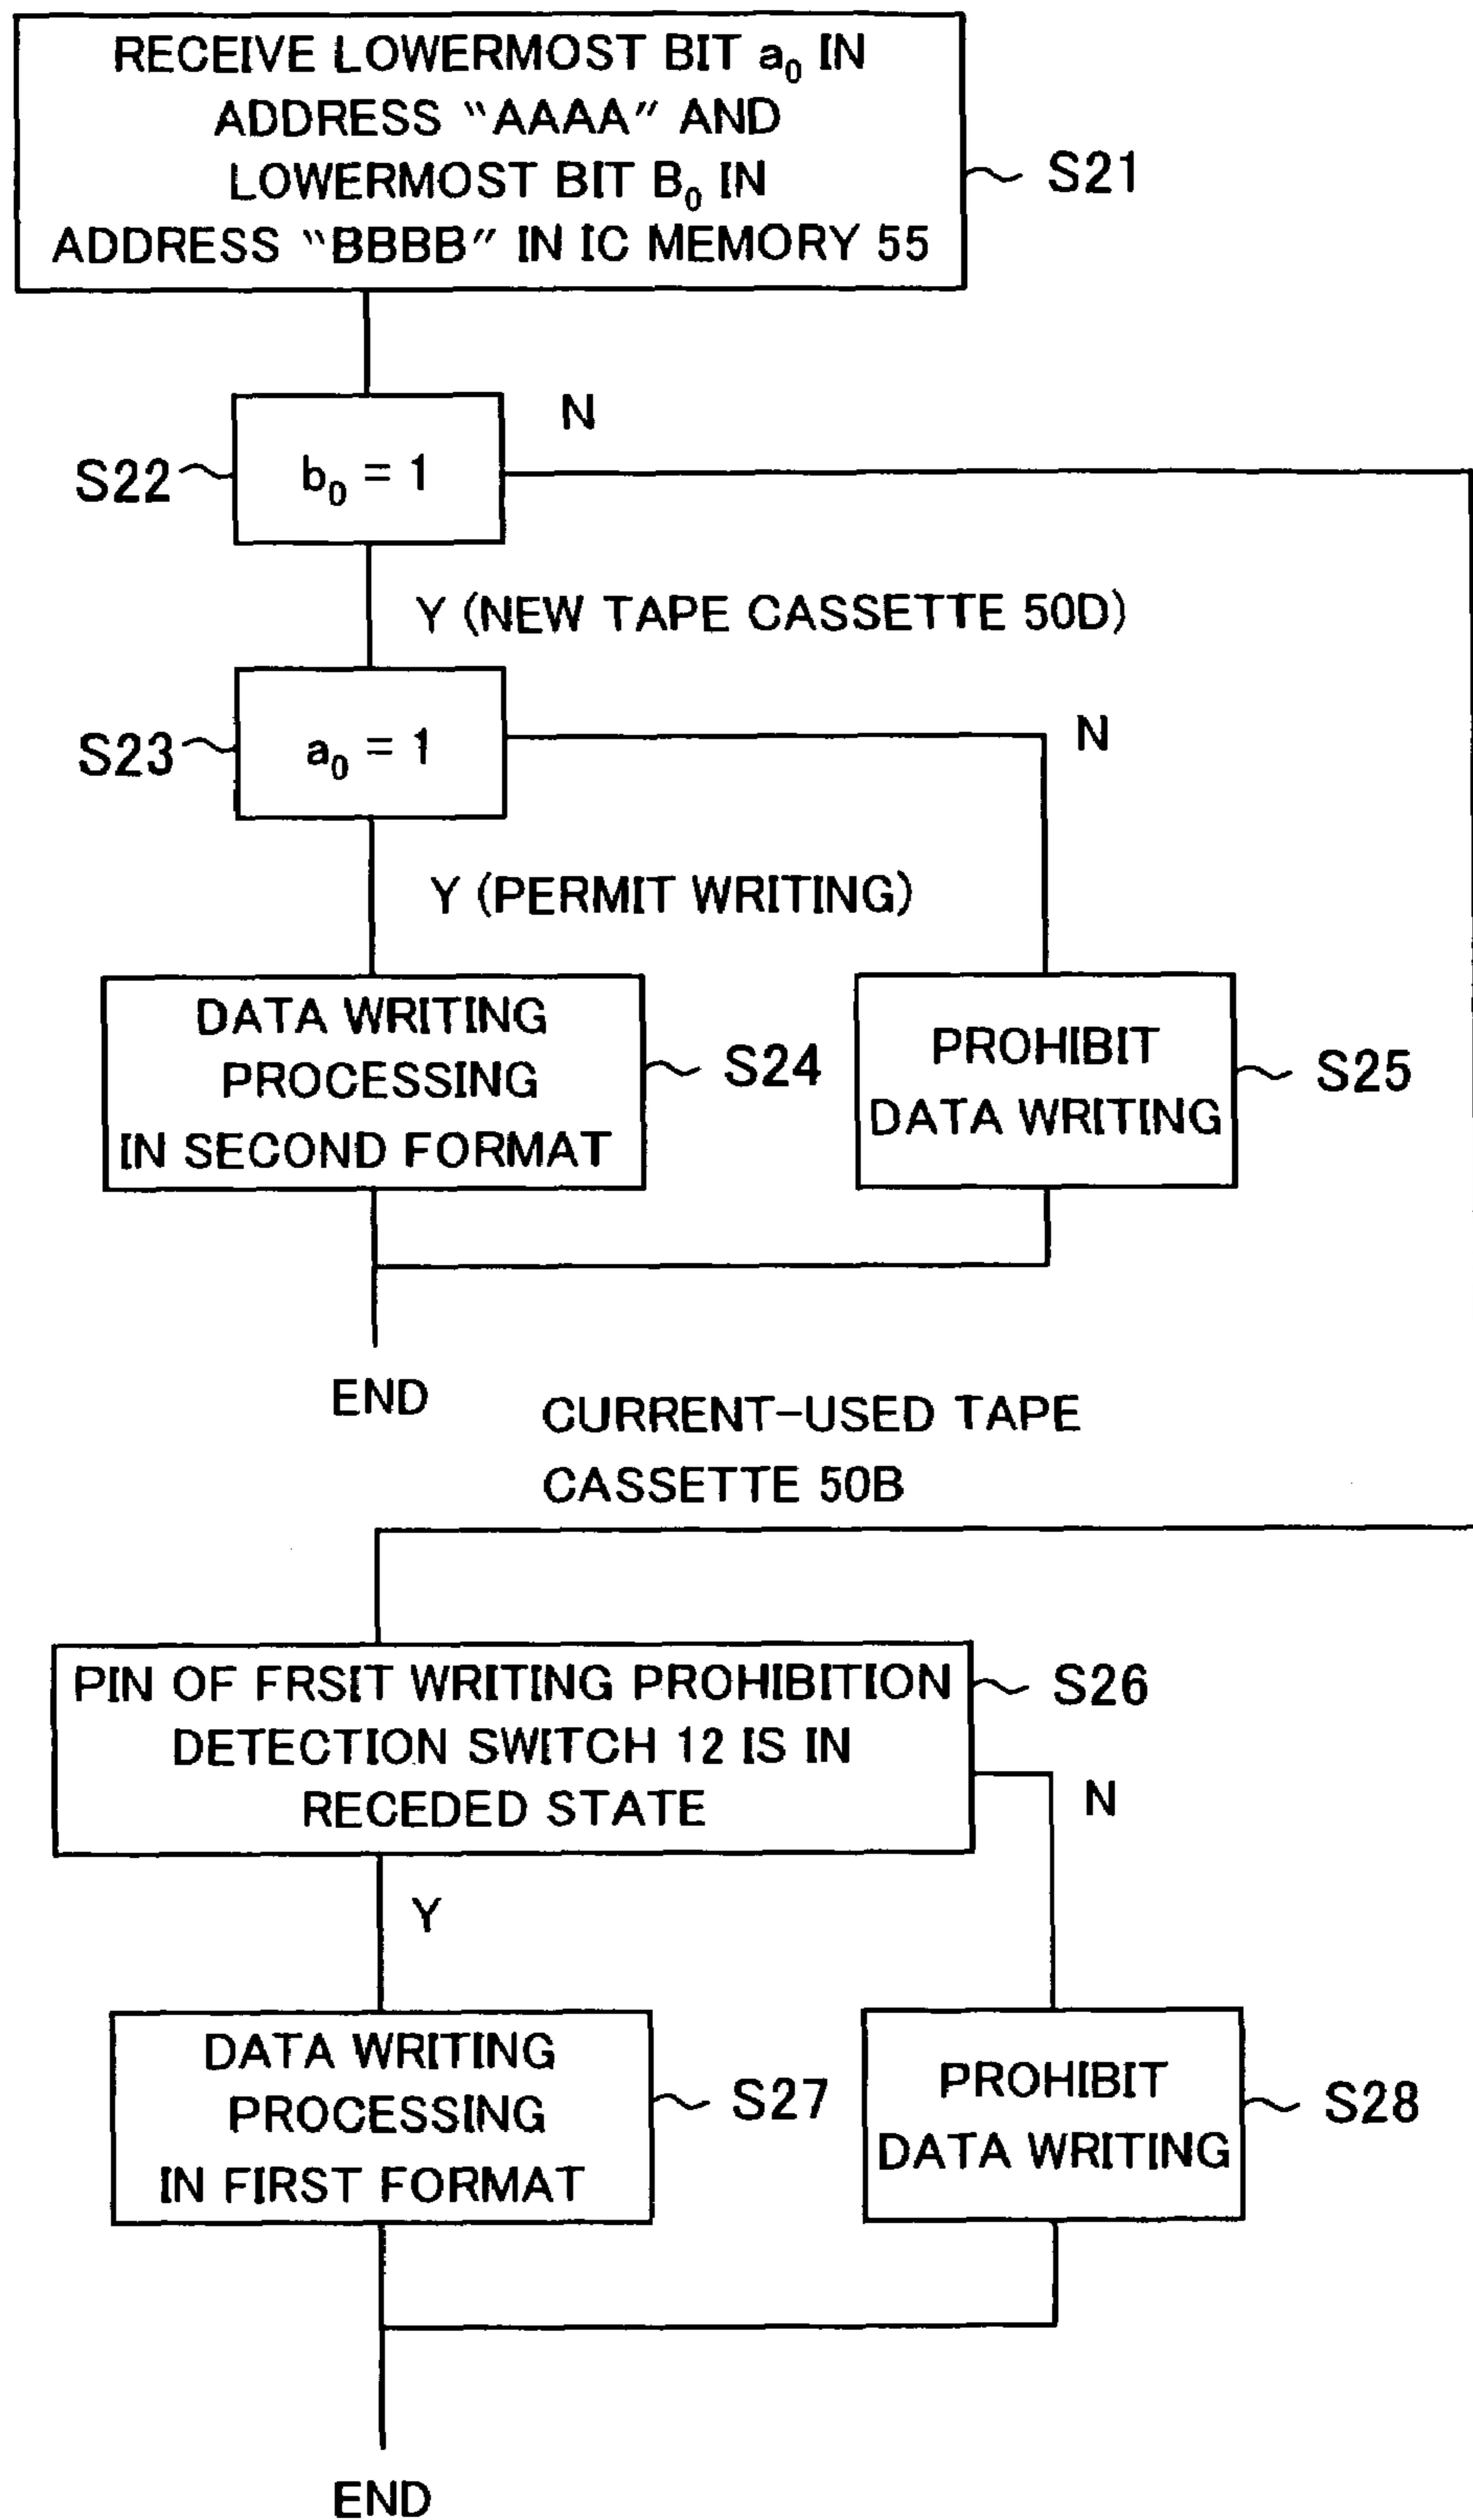 RECEIVE LOWERMOST BIT a₀ IN
ADDRESS "AAAA" AND
LOWERMOST BIT B₀ IN
ADDRESS "BBBB" IN IC MEMORY 55
S21
N
S22
b₀ = 1
Y (NEW TAPE CASSETTE 50D)
S23
a₀ = 1
N
Y (PERMIT WRITING)
DATA WRITING
PROCESSING
IN SECOND FORMAT
S24
PROHIBIT
DATA WRITING
S25
END
CURRENT-USED TAPE
CASSETTE 50B
PIN OF FRSIT WRITING PROHIBITION
DETECTION SWITCH 12 IS IN
RECEDED STATE
S26
N
Y
DATA WRITING
PROCESSING
IN FIRST FORMAT
S27
PROHIBIT
DATA WRITING
S28
END